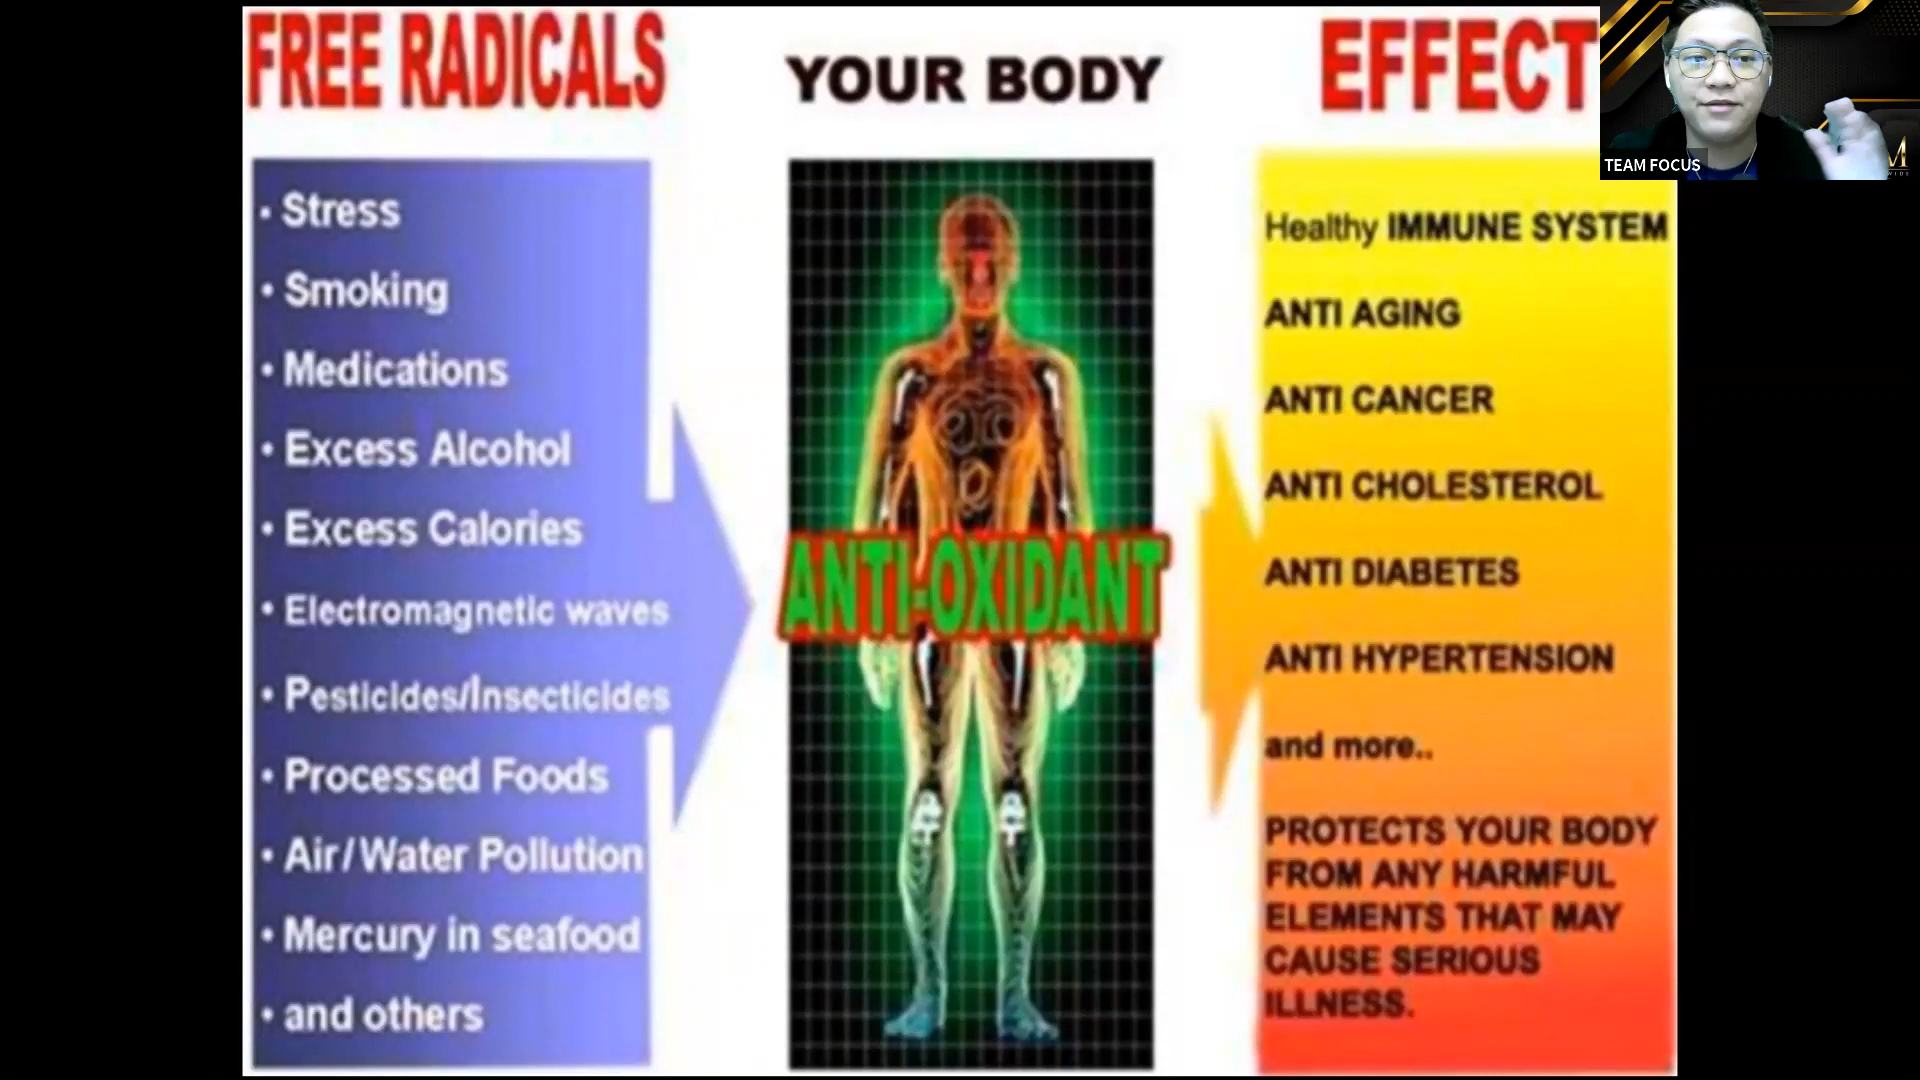 FREE RADICALS
• Stress
• Smoking
• Medications
• Excess Alcohol
• Excess Calories
• Electromagnetic waves
• Pesticides/Insecticides
• Processed Foods
• Air/Water Pollution
• Mercury in seafood
• and others
YOUR BODY
ANTI-OXIDANT
EFFECT
Healthy IMMUNE SYSTEM
ANTI AGING
ANTI CANCER
ANTI CHOLESTEROL
ANTI DIABETES
ANTI HYPERTENSION
and more..
PROTECTS YOUR BODY
FROM ANY HARMFUL
ELEMENTS THAT MAY
CAUSE SERIOUS
ILLNESS.
TEAM FOCUS